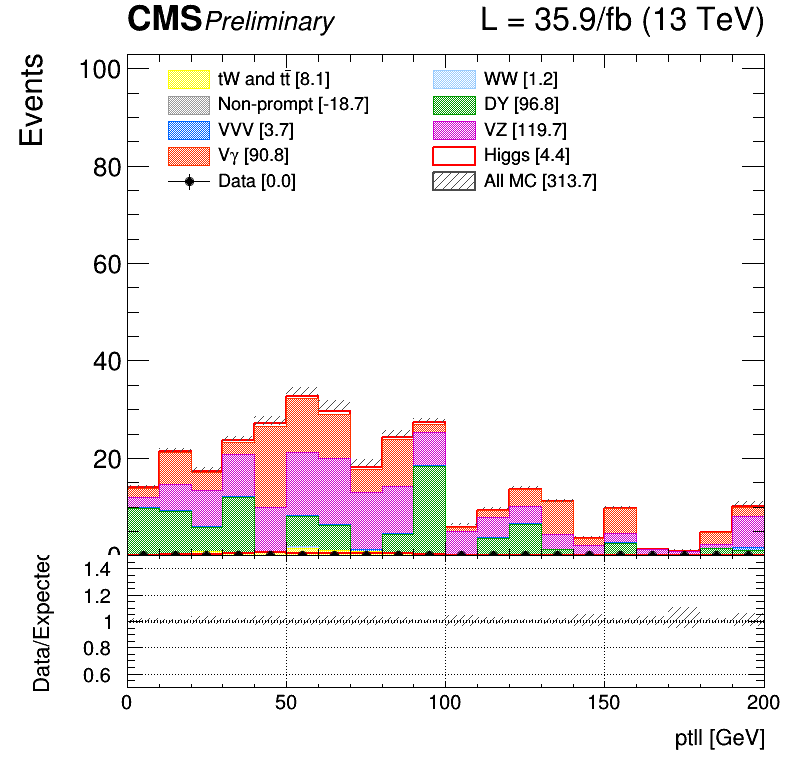 CMS Preliminary L = 35.9/fb (13 TeV)
Events
100
80
60
40
20
0
tW and tt̄ [8.1] WW [1.2]
Non-prompt [-18.7] DY [96.8]
VVV [3.7] VZ [119.7]
Vγ [90.8] Higgs [4.4]
Data [0.0] All MC [313.7]
Data/Expected
1.4
1.2
1
0.8
0.6
0 50 100 150 200
ptll [GeV]